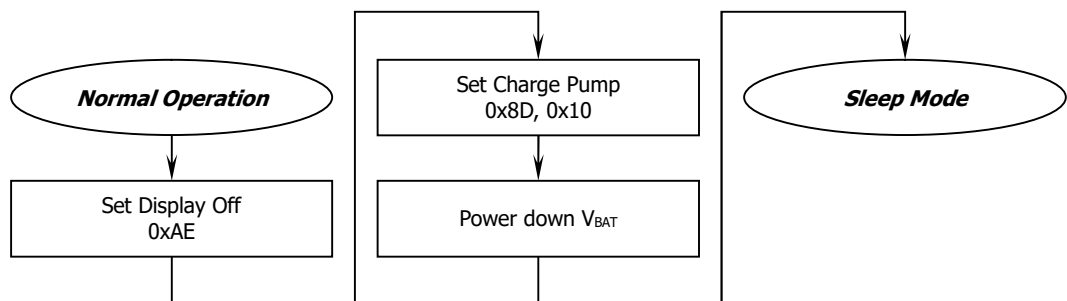 Normal Operation
Set Display Off
0xAE
Set Charge Pump
0x8D, 0x10
Power down VBAT
Sleep Mode